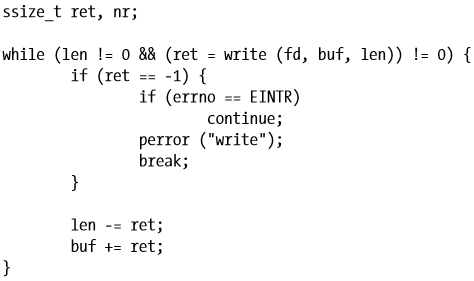 ssize_t ret, nr;

while (len != 0 && (ret = write (fd, buf, len)) != 0) {
        if (ret == -1) {
                if (errno == EINTR)
                        continue;
                perror ("write");
                break;
        }

        len -= ret;
        buf += ret;
}